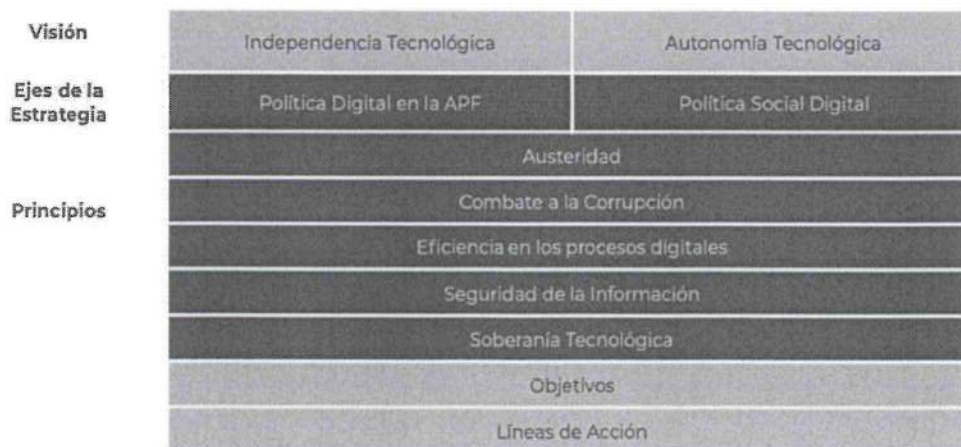 Visión
Independencia Tecnológica
Autonomía Tecnológica
Ejes de la
Estrategia
Política Digital en la APF
Política Social Digital
Principios
Austeridad
Combate a la Corrupción
Eficiencia en los procesos digitales
Seguridad de la Información
Soberanía Tecnológica
Objetivos
Líneas de Acción